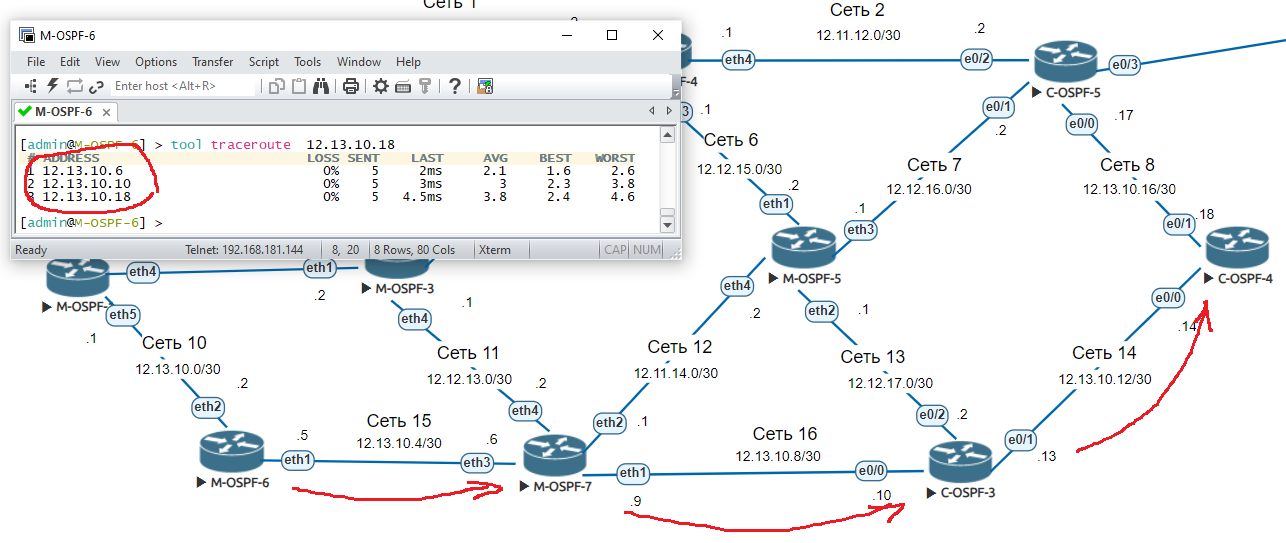 Сеть 1
M-OSPF-6
File Edit View Options Transfer Script Tools Window Help
Enter host <Alt+R>
M-OSPF-6
[admin@M-OSPF-6] > tool traceroute 12.13.10.18
# ADDRESS LOSS SENT LAST AVG BEST WORST
1 12.13.10.6 0% 5 2ms 2.1 1.6 2.6
2 12.13.10.10 0% 5 3ms 3 2.3 3.8
3 12.13.10.18 0% 5 4.5ms 3.8 2.4 4.6
[admin@M-OSPF-6] >
Ready Telnet: 192.168.181.144 8, 20 8 Rows, 80 Cols Xterm CAP NUM
Сеть 2
12.11.12.0/30
.1
.2
eth4
e0/2
e0/3
C-OSPF-5
.1
e0/1
.2
e0/0
.17
Сеть 6
12.12.15.0/30
Сеть 7
12.12.16.0/30
Сеть 8
12.13.10.16/30
.2
eth1
.1
eth3
e0/1
.18
M-OSPF-5
C-OSPF-4
eth4
eth1
.2
M-OSPF-3
eth5
.1
eth4
.1
eth4
.2
eth2
.1
e0/0
.14
Сеть 10
12.13.10.0/30
Сеть 11
12.12.13.0/30
Сеть 12
12.11.14.0/30
Сеть 13
12.12.17.0/30
Сеть 14
12.13.10.12/30
.2
eth2
.2
eth4
eth2
.1
e0/2
.2
Сеть 15
12.13.10.4/30
.5
.6
eth1
eth3
M-OSPF-6
M-OSPF-7
Сеть 16
12.13.10.8/30
eth1
.9
e0/0
.10
e0/1
.13
C-OSPF-3